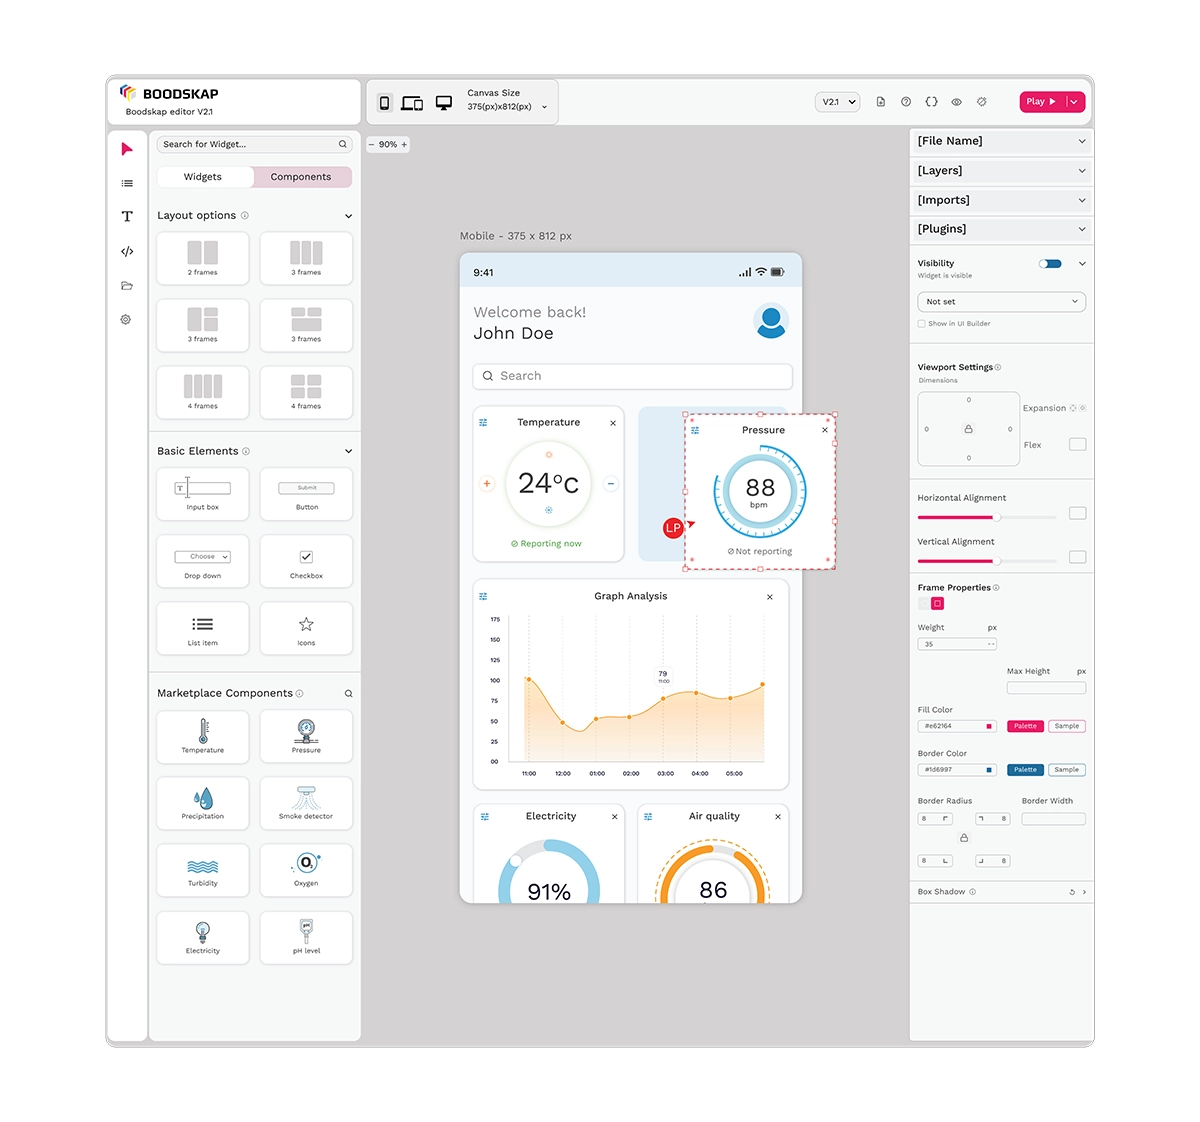 BOODSKAP
Boodskap editor V2.1
Canvas Size
375(px)x812(px)
V2.1
Play
Search for Widget...
Widgets
Components
Layout options
2 frames
3 frames
3 frames
3 frames
4 frames
4 frames
Basic Elements
T
Input box
Submit
Button
Choose
Drop down
Checkbox
List item
Icons
Marketplace Components
Temperature
Pressure
Precipitation
Smoke detector
Turbidity
O2
Oxygen
Electricity
pH
pH level
T
</>
− 90% +
Mobile - 375 x 812 px
9:41
Welcome back!
John Doe
Search
Temperature
24°c
Reporting now
Pressure
88
bpm
Not reporting
LP
Graph Analysis
175
150
125
100
75
50
25
00
79
11:00
11:00
12:00
01:00
02:00
03:00
04:00
05:00
Electricity
91%
Air quality
86
[File Name]
[Layers]
[Imports]
[Plugins]
Visibility
Widget is visible
Not set
Show in UI Builder
Viewport Settings
Dimensions
0
0
0
0
Expansion
Flex
Horizontal Alignment
Vertical Alignment
Frame Properties
Weight px
35
Max Height px
Fill Color
#e62164
Palette
Sample
Border Color
#1d6997
Palette
Sample
Border Radius
Border Width
8
8
8
8
Box Shadow